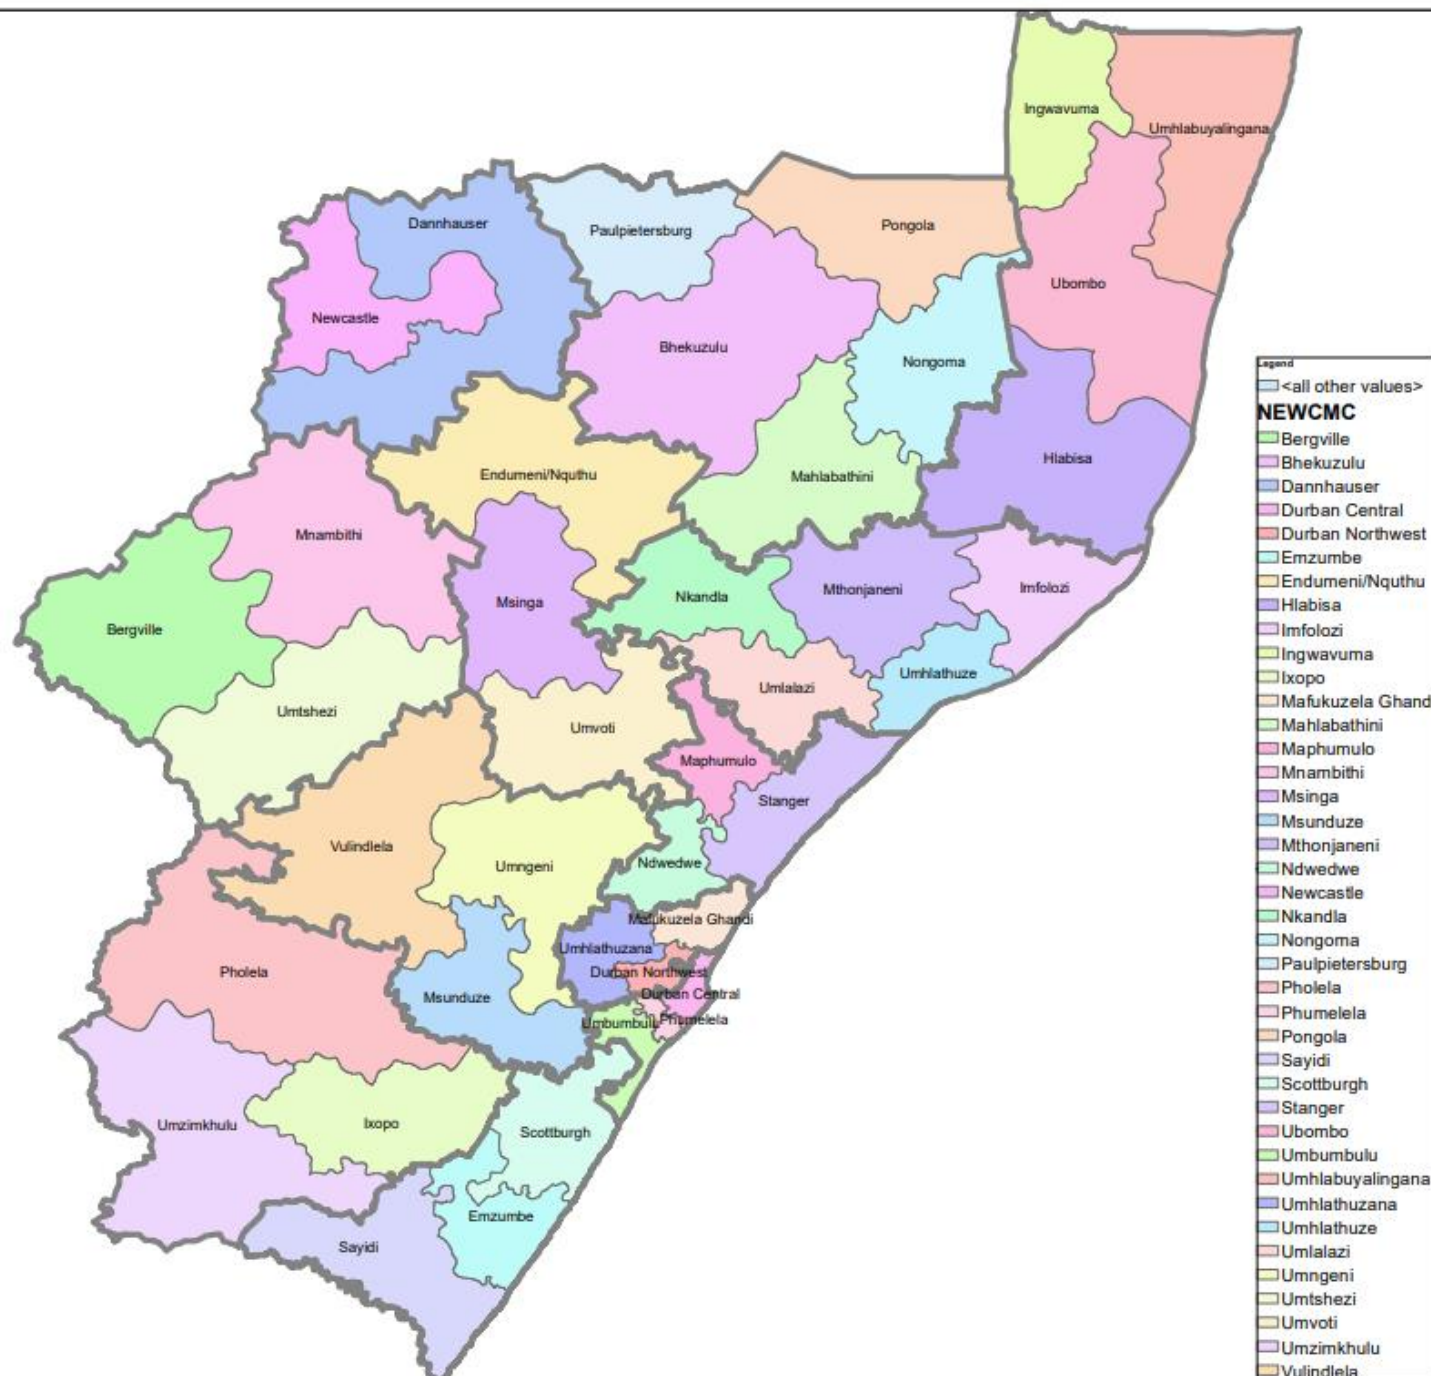 Ingwavuma
Umhlabuyalingana
Dannhauser
Paulpietersburg
Pongola
Ubombo
Newcastle
Bhekuzulu
Nongoma
Hlabisa
Endumeni/Nquthu
Mahlabathini
Mnambithi
Msinga
Nkandla
Mthonjaneni
Imfolozi
Bergville
Umhlathuze
Umlalazi
Umtshezi
Umvoti
Maphumulo
Stanger
Vulindlela
Umngeni
Ndwedwe
Mafukuzela Ghandi
Umhlathuzana
Durban Northwest
Pholela
Msunduze
Durban Central
Umbumbulu
Phumelela
Umzimkhulu
Ixopo
Scottburgh
Emzumbe
Sayidi
Legend
<all other values>
NEWCMC
Bergville
Bhekuzulu
Dannhauser
Durban Central
Durban Northwest
Emzumbe
Endumeni/Nquthu
Hlabisa
Imfolozi
Ingwavuma
Ixopo
Mafukuzela Ghand
Mahlabathini
Maphumulo
Mnambithi
Msinga
Msunduze
Mthonjaneni
Ndwedwe
Newcastle
Nkandla
Nongoma
Paulpietersburg
Pholela
Phumelela
Pongola
Sayidi
Scottburgh
Stanger
Ubombo
Umbumbulu
Umhlabuyalingana
Umhlathuzana
Umhlathuze
Umlalazi
Umngeni
Umtshezi
Umvoti
Umzimkhulu
Vulindlela